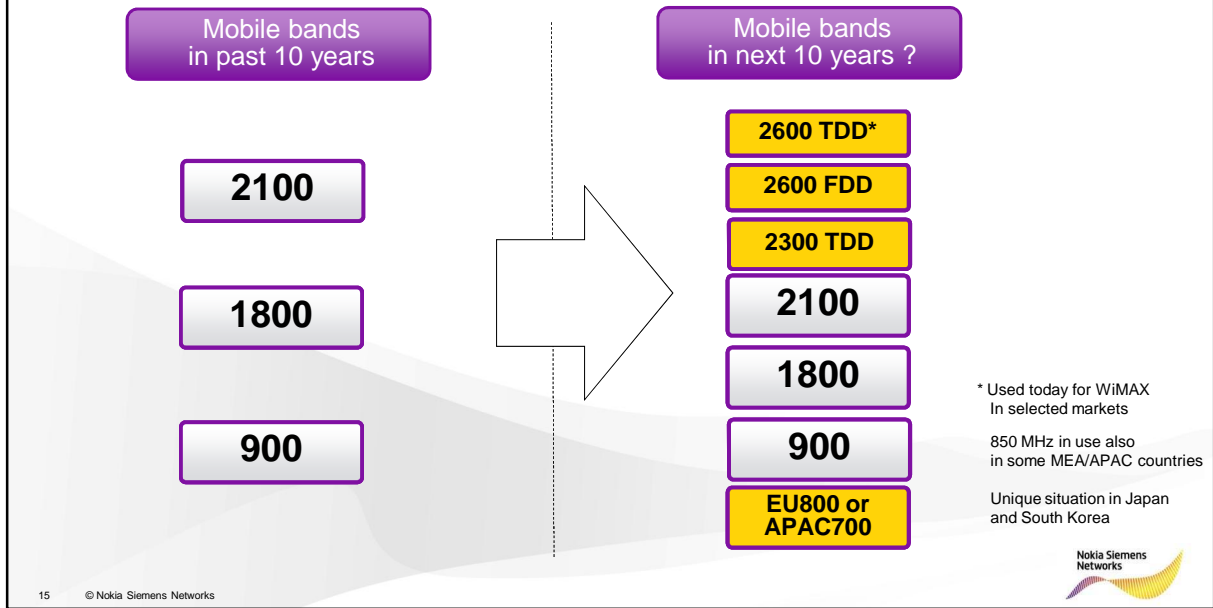 Mobile bands
in past 10 years
Mobile bands
in next 10 years ?
2100
1800
900
2600 TDD*
2600 FDD
2300 TDD
2100
1800
900
EU800 or
APAC700
* Used today for WiMAX
In selected markets
850 MHz in use also
in some MEA/APAC countries
Unique situation in Japan
and South Korea
Nokia Siemens
Networks
15 © Nokia Siemens Networks